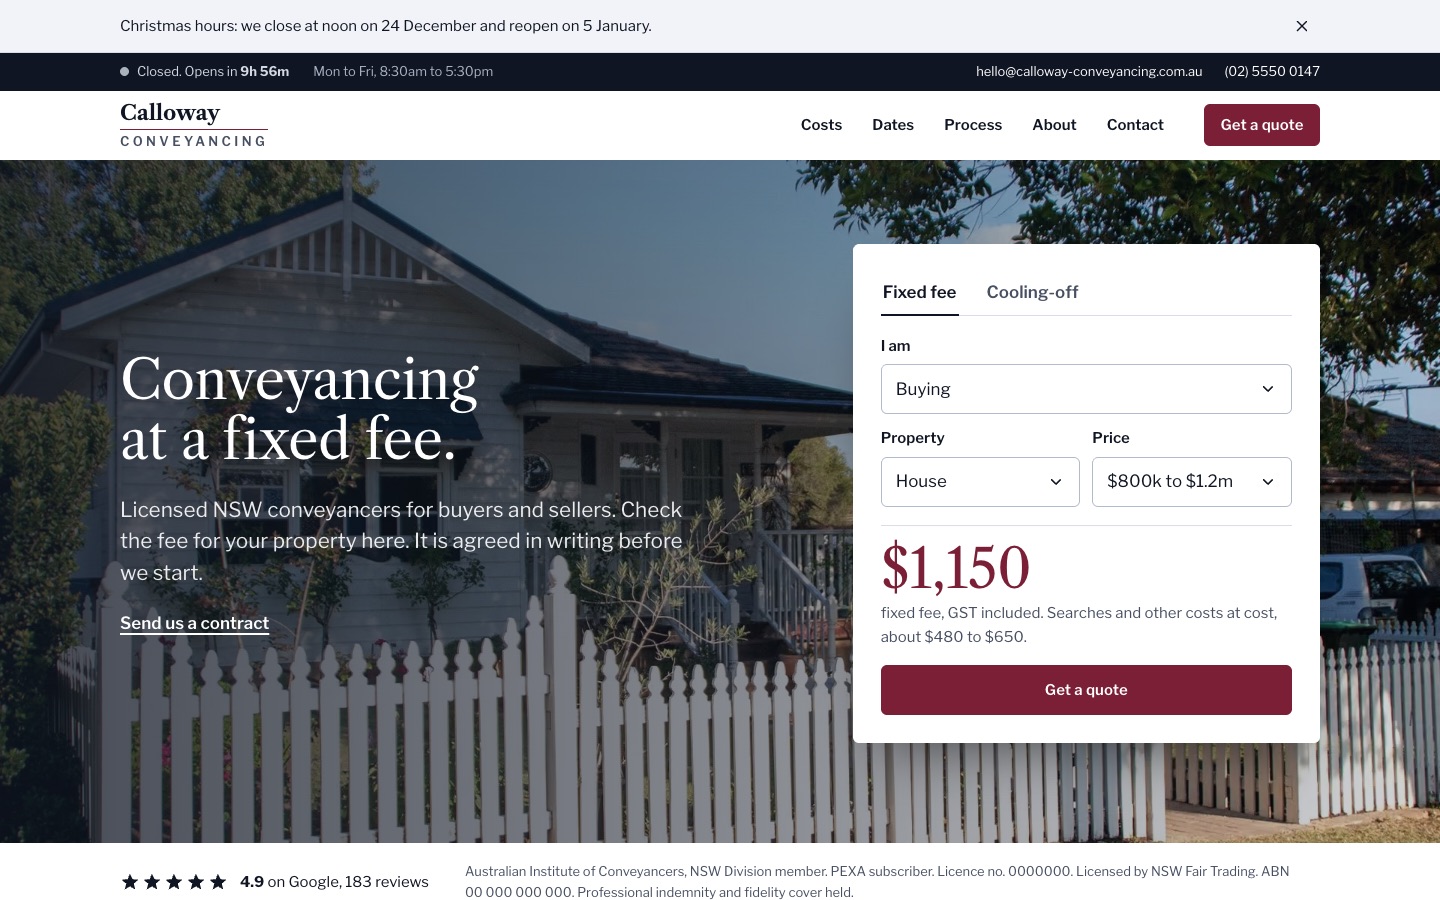 Christmas hours: we close at noon on 24 December and reopen on 5 January.
Closed. Opens in 9h 56m
Mon to Fri, 8:30am to 5:30pm
hello@calloway-conveyancing.com.au
(02) 5550 0147
Calloway
CONVEYANCING
Costs
Dates
Process
About
Contact
Get a quote
Conveyancing
at a fixed fee.
Licensed NSW conveyancers for buyers and sellers. Check
the fee for your property here. It is agreed in writing before
we start.
Send us a contract
Fixed fee
Cooling-off
I am
Buying
Property
Price
House
$800k to $1.2m
$1,150
fixed fee, GST included. Searches and other costs at cost,
about $480 to $650.
Get a quote
4.9 on Google, 183 reviews
Australian Institute of Conveyancers, NSW Division member. PEXA subscriber. Licence no. 0000000. Licensed by NSW Fair Trading. ABN
00 000 000 000. Professional indemnity and fidelity cover held.